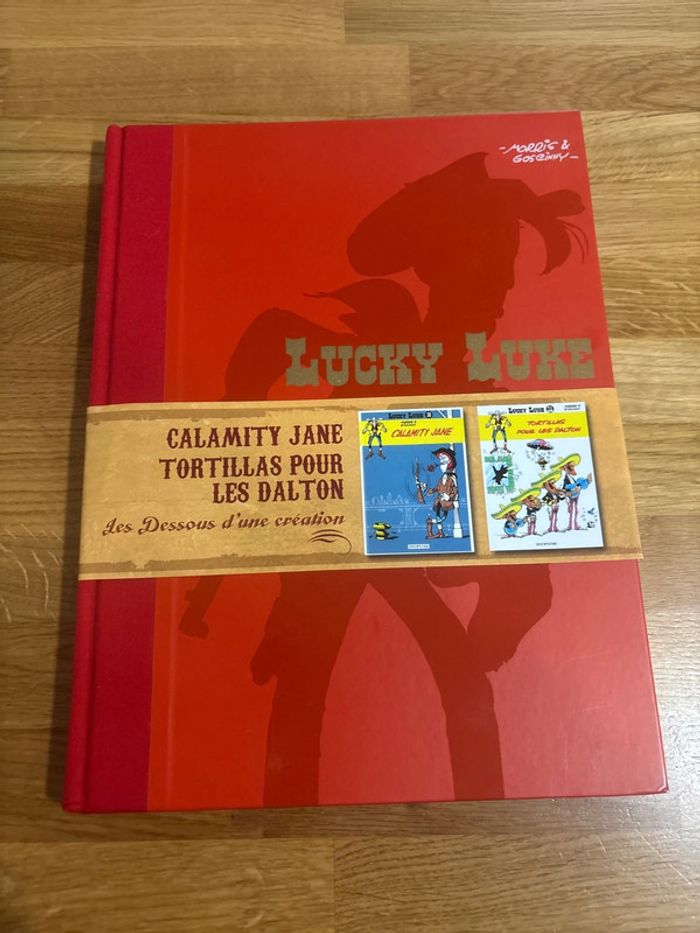 - MORRIS &
GOSCINNY -
LUCKY LUKE
CALAMITY JANE
TORTILLAS POUR
LES DALTON
Les Dessous d'une création
LUCKY LUKE
CALAMITY JANE
LUCKY LUKE
TORTILLAS
POUR LES DALTON